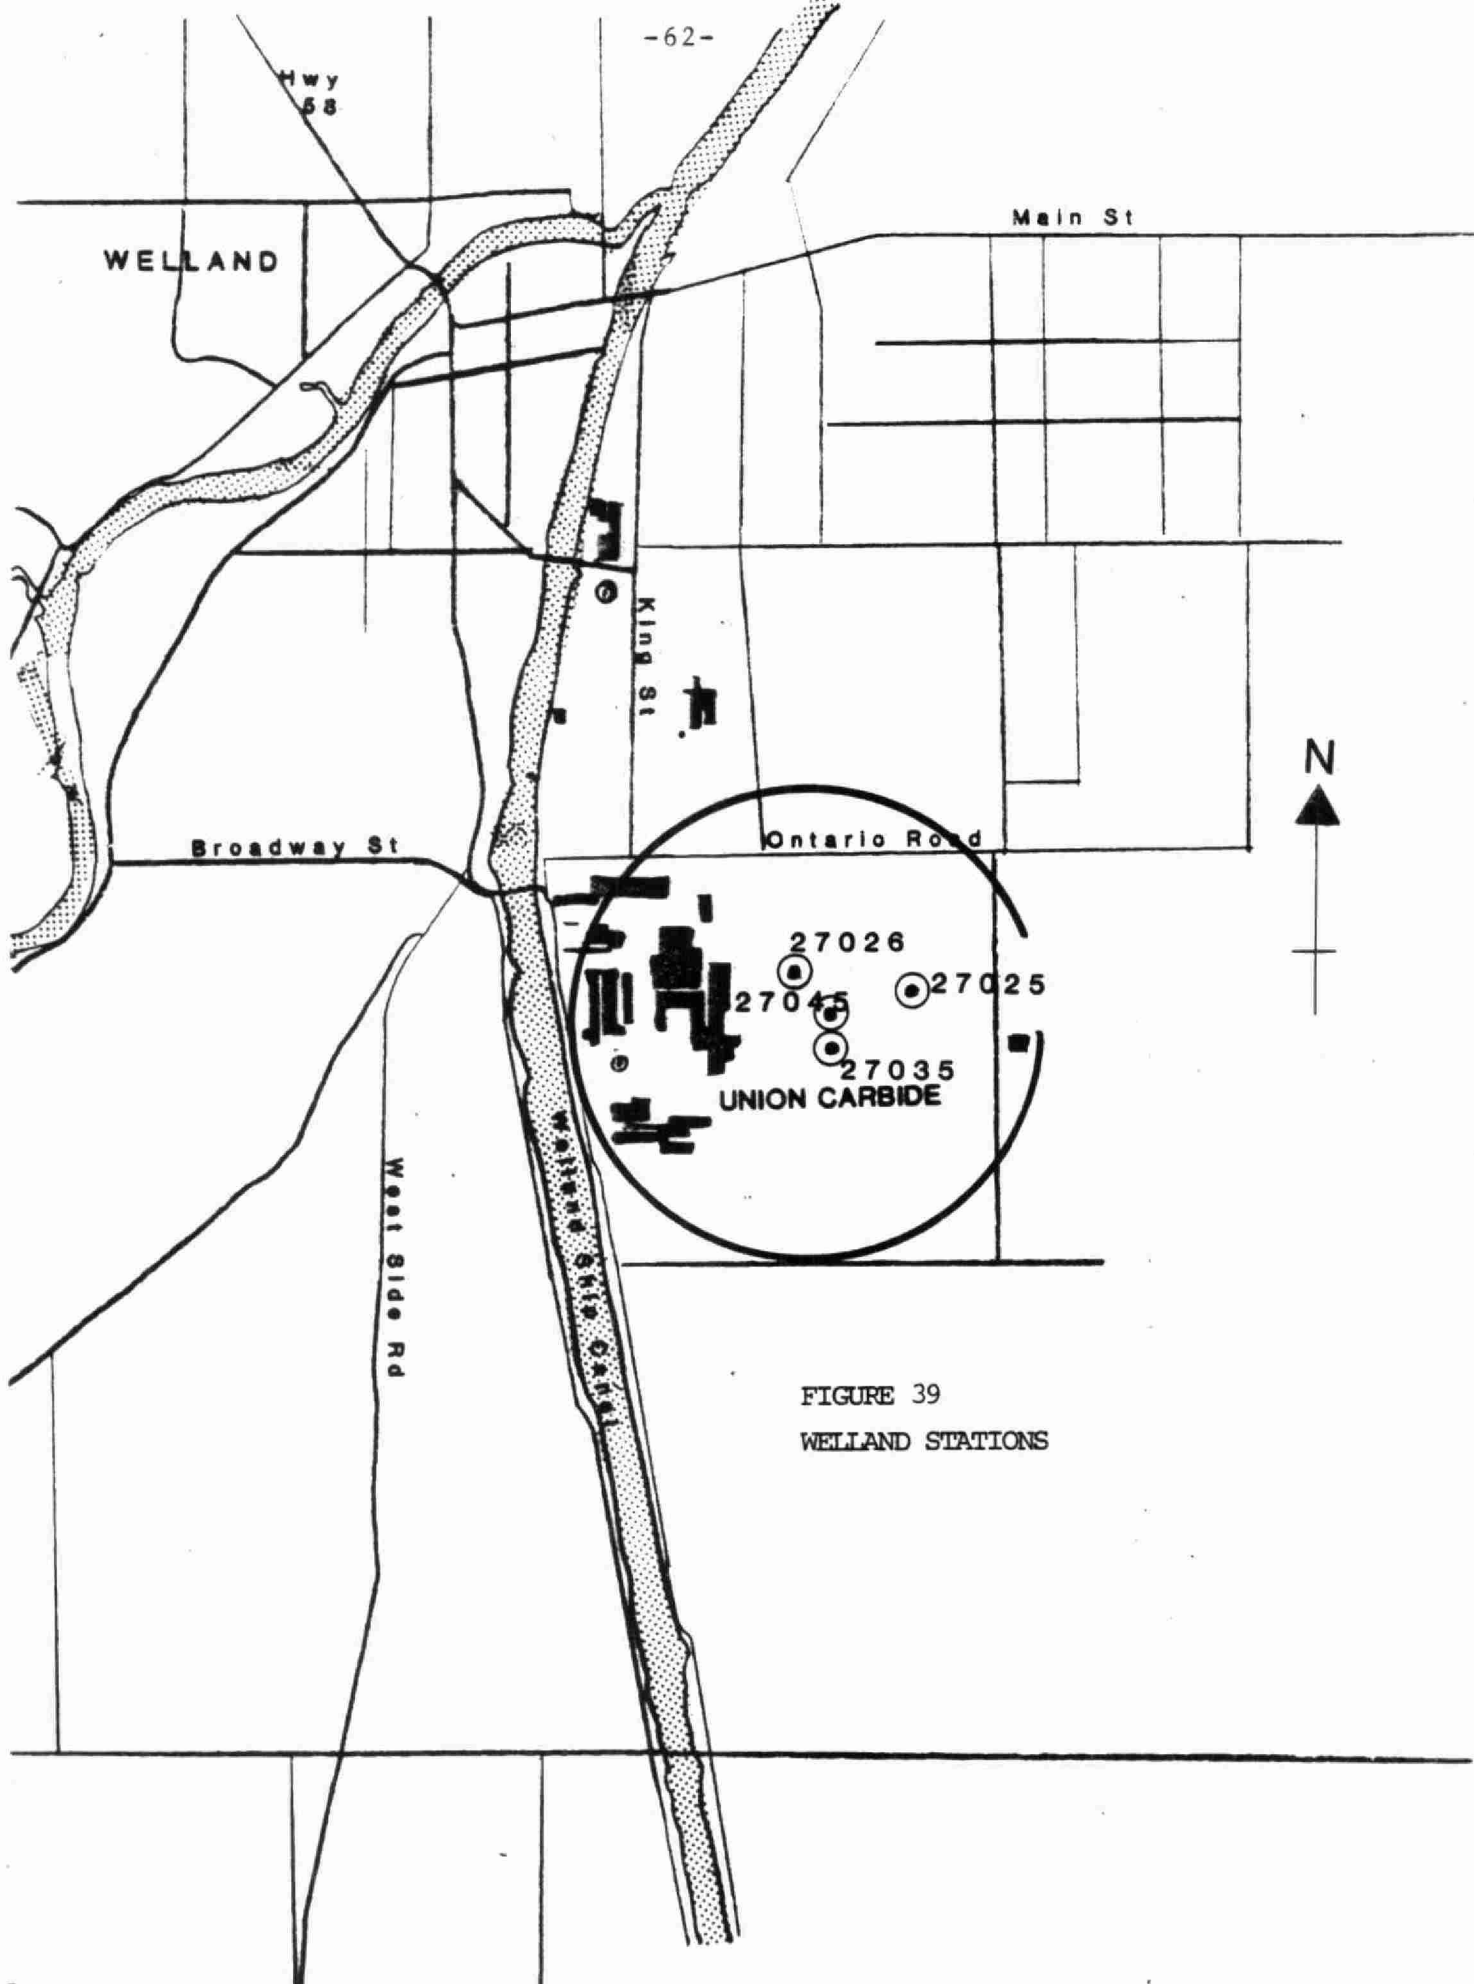 -62-
Hwy
58
Main St
WELLAND
King St
N
Broadway St
Ontario Road
27026
27025
27045
27035
UNION CARBIDE
Welland Ship Canal
West Side Rd
FIGURE 39
WELLAND STATIONS